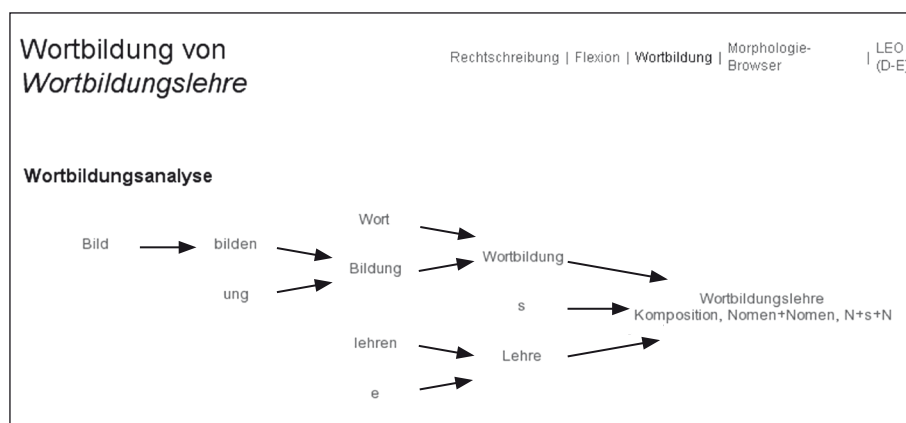 Wortbildung von
Wortbildungslehre
Rechtschreibung | Flexion | Wortbildung | Morphologie-Browser | LEO (D-E)
Wortbildungsanalyse
Wort
Bild
bilden
Bildung
Wortbildung
ung
s
Wortbildungslehre
Komposition, Nomen+Nomen, N+s+N
lehren
Lehre
e